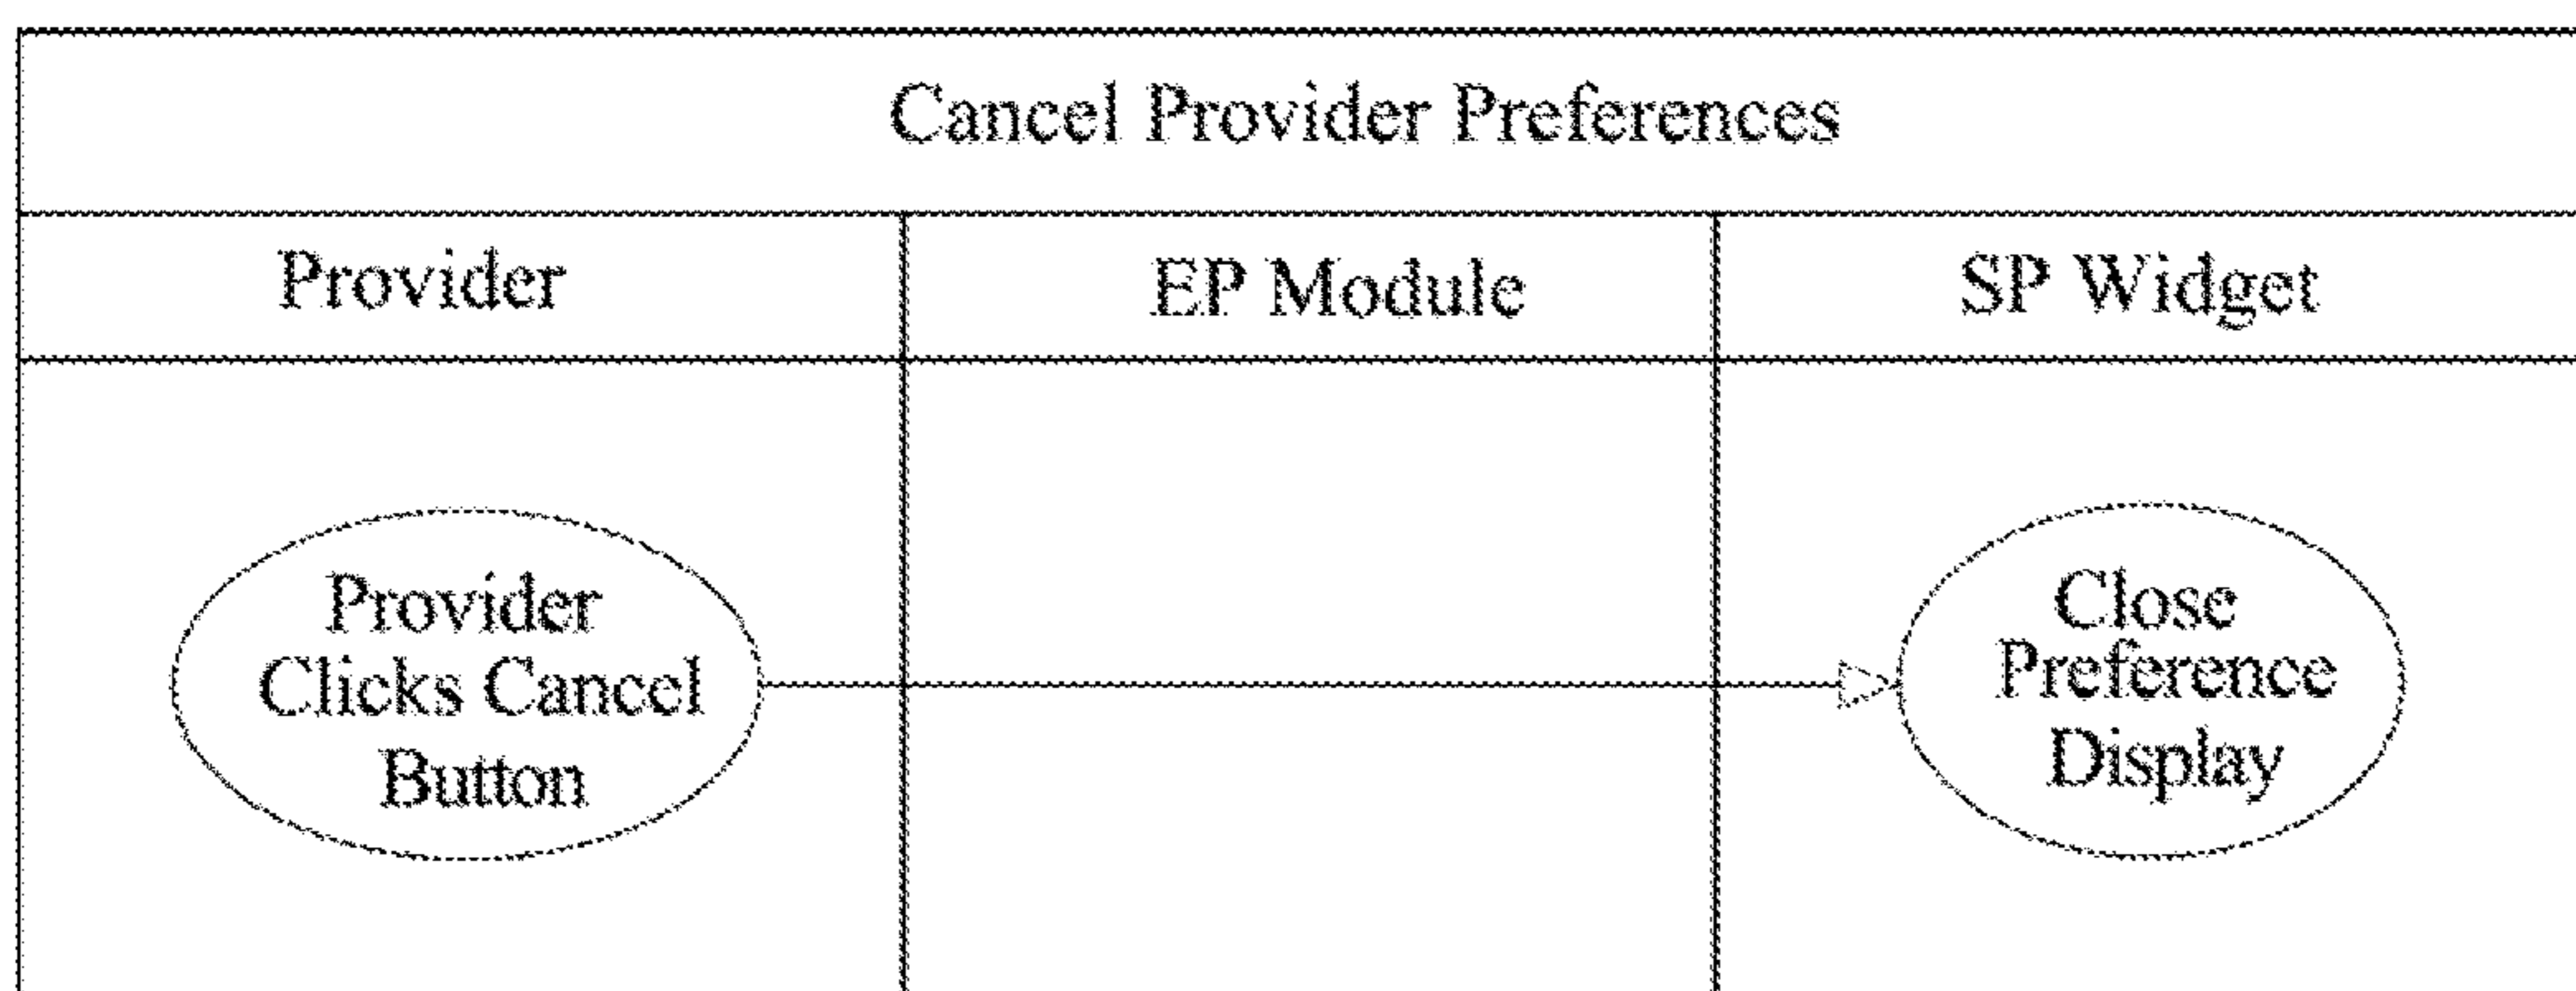 Cancel Provider Preferences
Provider
EP Module
SP Widget
Provider
Clicks Cancel
Button
Close
Preference
Display